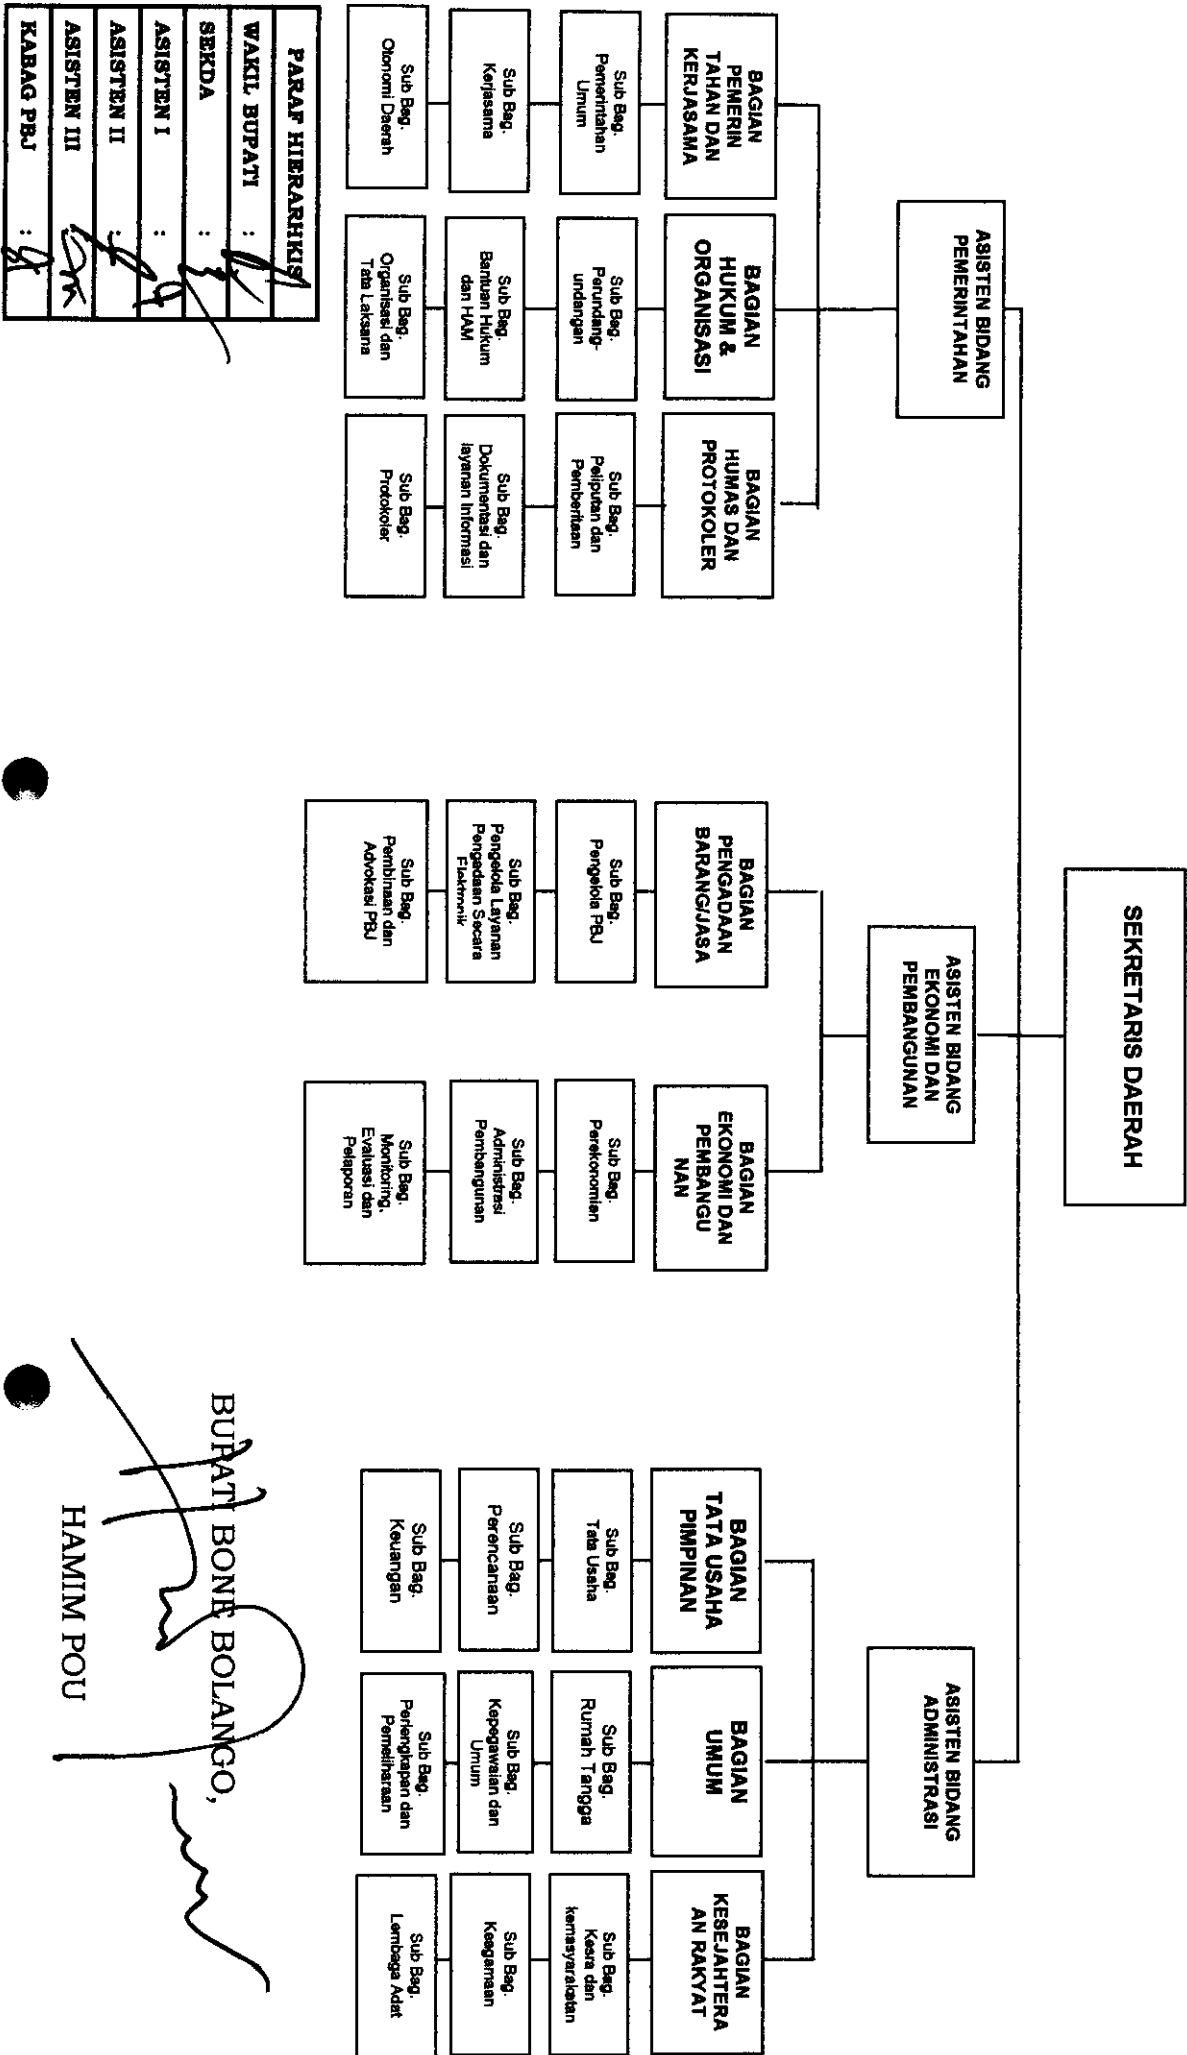 SEKRETARIS DAERAH
ASISTEN BIDANG
PEMERINTAHAN
ASISTEN BIDANG
EKONOMI DAN
PEMBANGUNAN
ASISTEN BIDANG
ADMINISTRASI
BAGIAN
PEMERIN
TAHAN DAN
KERJASAMA
BAGIAN
HUKUM &
ORGANISASI
BAGIAN
HUMAS DAN
PROTOKOLER
BAGIAN
PENGADAAN
BARANG/JASA
BAGIAN
EKONOMI DAN
PEMBANGU
NAN
BAGIAN
TATA USAHA
PIMPINAN
BAGIAN
UMUM
BAGIAN
KESEJAHTERA
AN RAKYAT
Sub Bag.
Pemerintahan
Umum
Sub Bag.
Perundang-
undangan
Sub Bag.
Peliputan dan
Pemberitaan
Sub Bag.
Pengelola PBJ
Sub Bag.
Perekonomian
Sub Bag.
Tata Usaha
Sub Bag.
Rumah Tangga
Sub Bag.
Kesra dan
kemasyarakatan
Sub Bag.
Kerjasama
Sub Bag.
Bantuan Hukum
dan HAM
Sub Bag.
Dokumentasi dan
layanan Informasi
Sub Bag.
Pengelola Layanan
Pengadaan Secara
Elektronik
Sub Bag.
Administrasi
Pembangunan
Sub Bag.
Perencanaan
Sub Bag.
Kepegawaian dan
Umum
Sub Bag.
Keagamaan
Sub Bag.
Otonomi Daerah
Sub Bag.
Organisasi dan
Tata Laksana
Sub Bag.
Protokoler
Sub Bag.
Pembinaan dan
Advokasi PBJ
Sub Bag.
Monitoring,
Evaluasi dan
Pelaporan
Sub Bag.
Keuangan
Sub Bag.
Perlengkapan dan
Pemeliharaan
Sub Bag.
Lembaga Adat
PARAF HIERARHKIS
WAKIL BUPATI :
SEKDA :
ASISTEN I :
ASISTEN II :
ASISTEN III
KABAG PBJ :
BUPATI BONE BOLANGO,
HAMIM POU